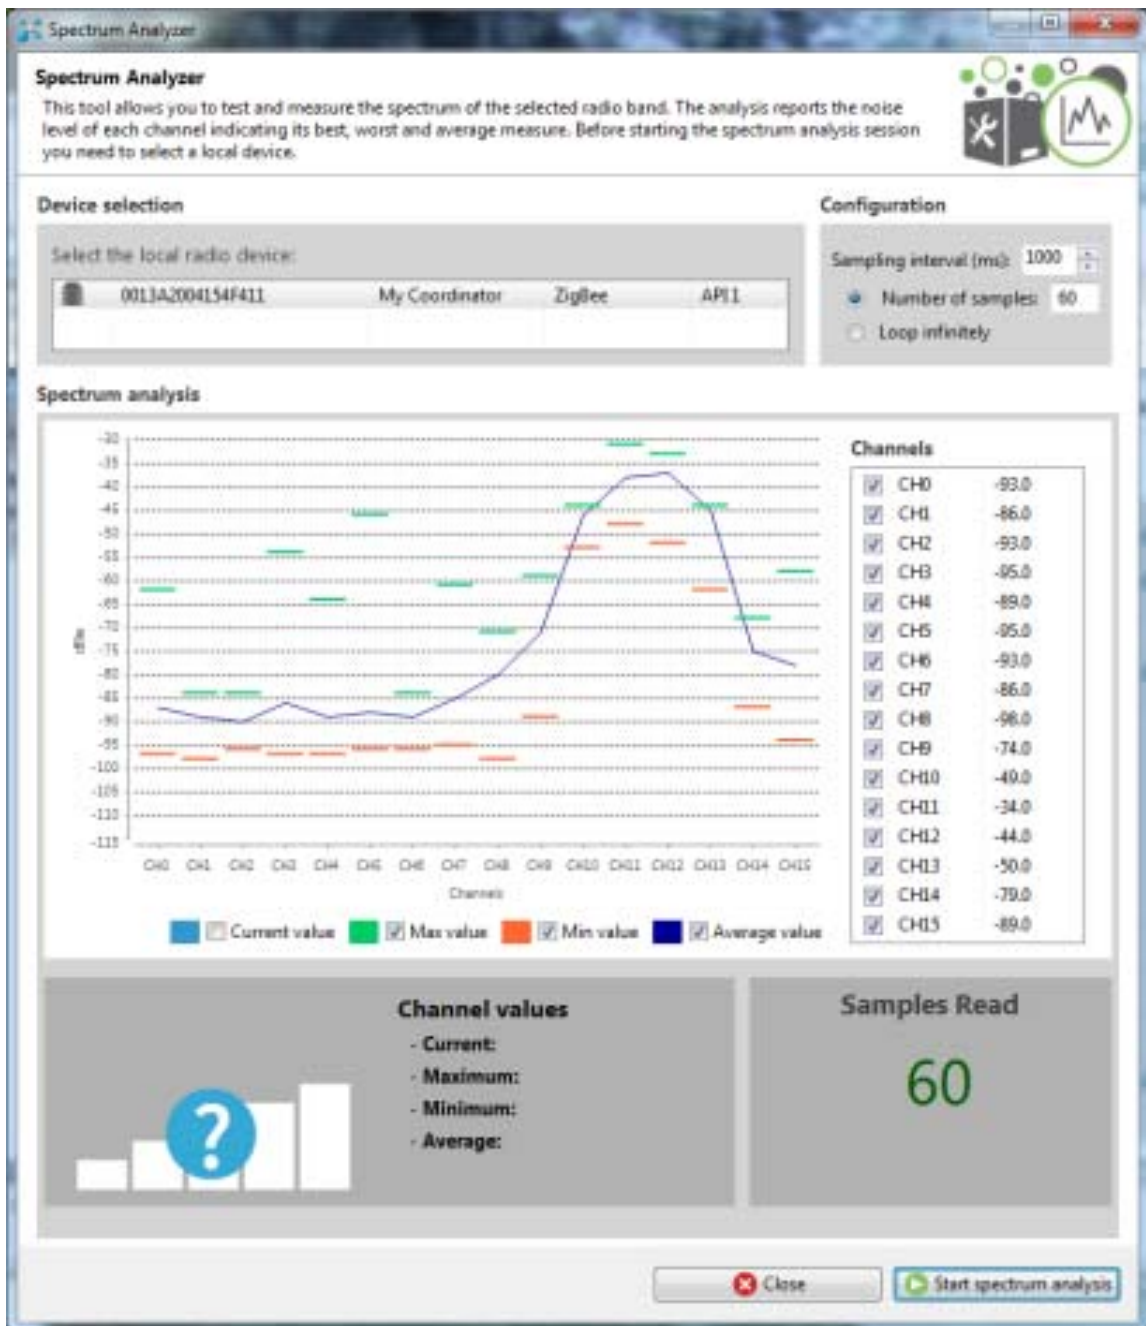 Spectrum Analyzer
Spectrum Analyzer
This tool allows you to test and measure the spectrum of the selected radio band. The analysis reports the noise
level of each channel indicating its best, worst and average measure. Before starting the spectrum analysis session
you need to select a local device.
Device selection
Select the local radio device:
0013A2004154F411 My Coordinator ZigBee API 1
Configuration
Sampling interval (ms): 1000
Number of samples: 60
Loop infinitely
Spectrum analysis
-30
-35
-40
-45
-50
-55
-60
-65
-70
-75
-80
-85
-90
-95
-100
-105
-110
-115
dBm
CH0 CH1 CH2 CH3 CH4 CH5 CH6 CH7 CH8 CH9 CH10 CH11 CH12 CH13 CH14 CH15
Channels
Current value Max value Min value Average value
Channels
CH0 -93.0
CH1 -86.0
CH2 -93.0
CH3 -95.0
CH4 -89.0
CH5 -95.0
CH6 -93.0
CH7 -86.0
CH8 -98.0
CH9 -74.0
CH10 -49.0
CH11 -34.0
CH12 -44.0
CH13 -50.0
CH14 -79.0
CH15 -89.0
Channel values
- Current:
- Maximum:
- Minimum:
- Average:
?
Samples Read
60
Close
Start spectrum analysis